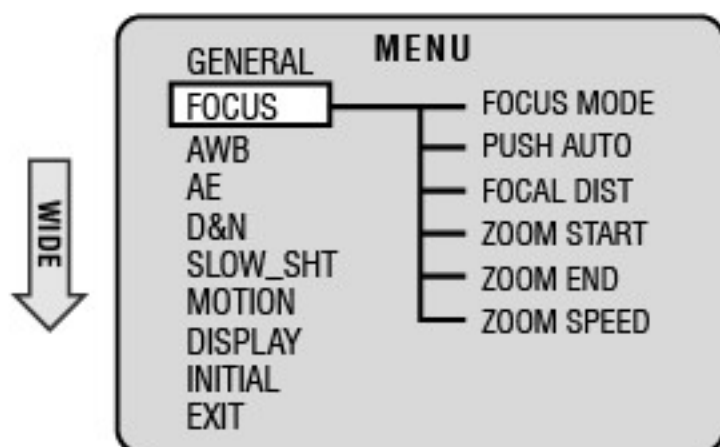 MENU
GENERAL
FOCUS
AWB
AE
D&N
SLOW_SHT
MOTION
DISPLAY
INITIAL
EXIT
FOCUS MODE
PUSH AUTO
FOCAL DIST
ZOOM START
ZOOM END
ZOOM SPEED
WIDE